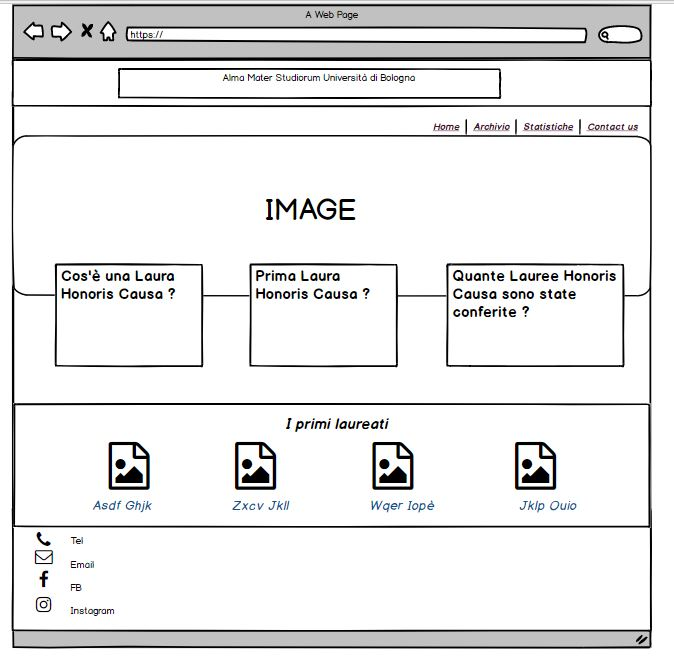 A Web Page
https://
Alma Mater Studiorum Università di Bologna
Home | Archivio | Statistiche | Contact us
IMAGE
Cos'è una Laura
Honoris Causa ?
Prima Laura
Honoris Causa ?
Quante Lauree Honoris
Causa sono state
conferite ?
I primi laureati
Asdf Ghjk
Zxcv Jkll
Wqer Iopè
Jklp Ouio
Tel
Email
FB
Instagram